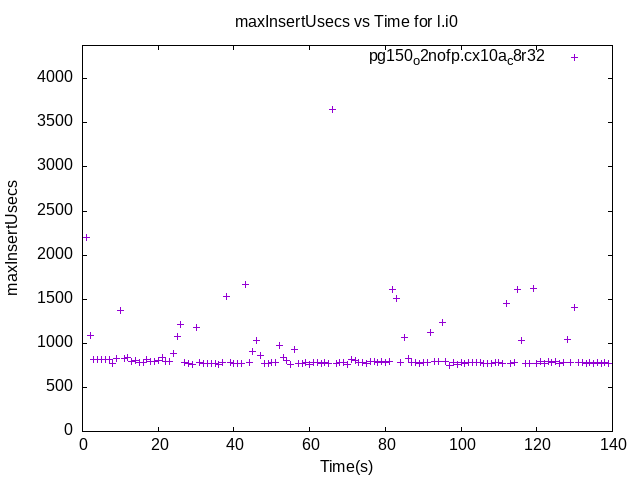 maxInsertUsecs vs Time for l.i0
pg150o2nofp.cx10ac8r32
4000
3500
3000
2500
2000
1500
1000
500
0
maxInsertUsecs
0 20 40 60 80 100 120 140
Time(s)